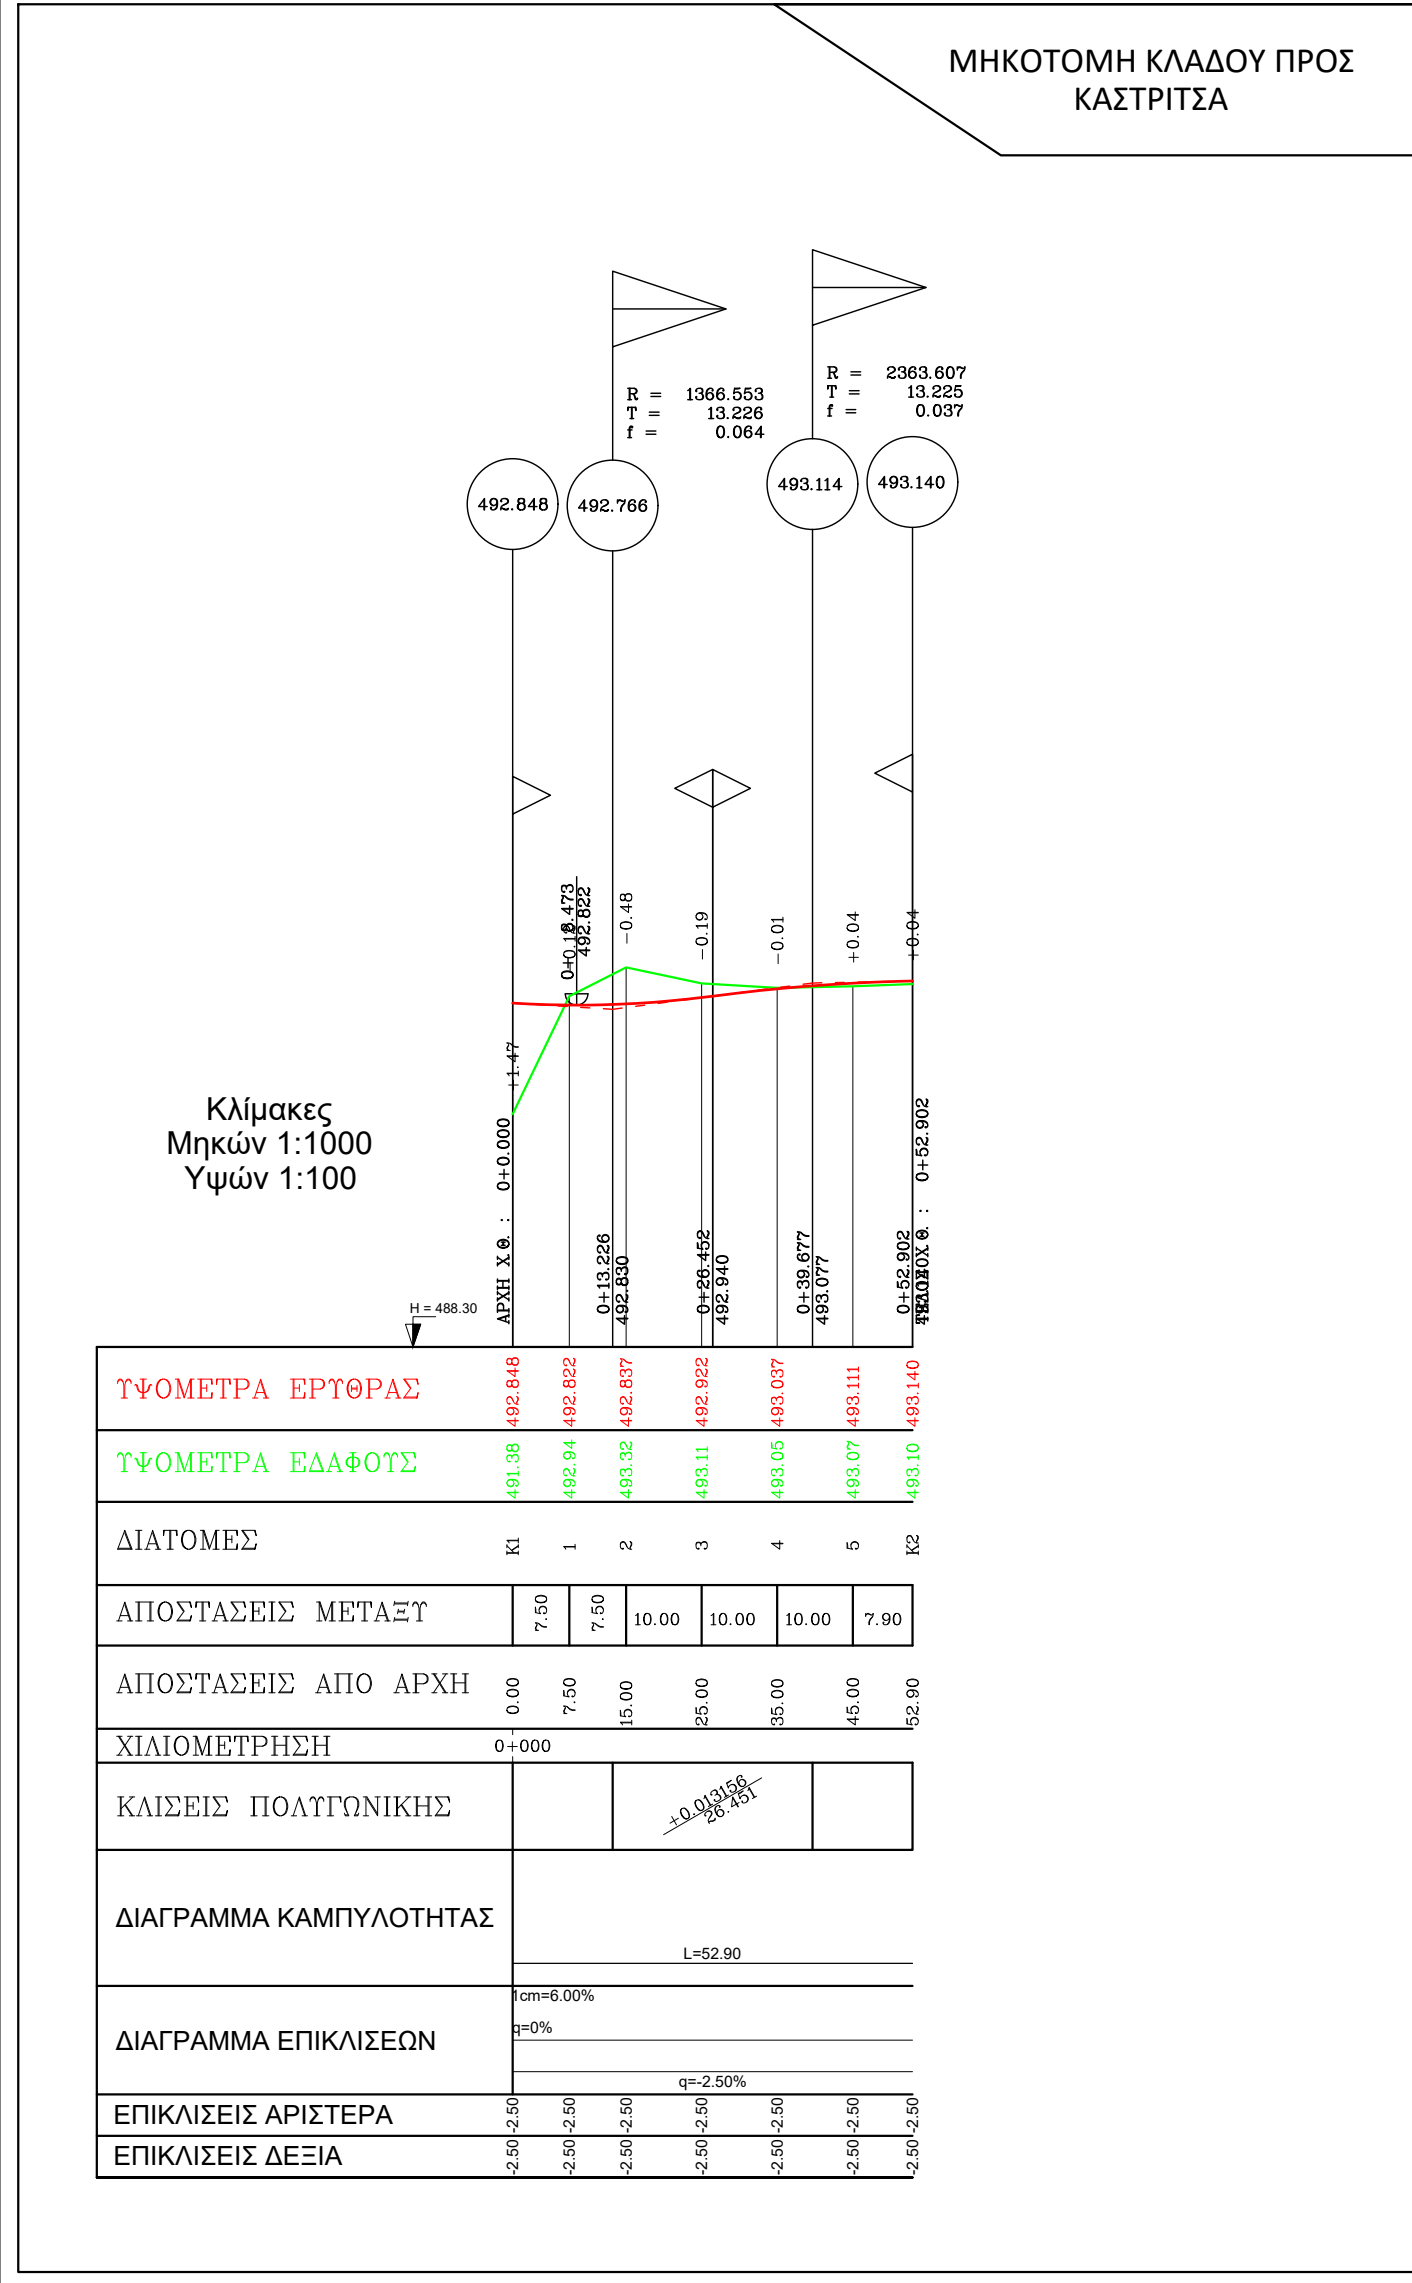 ΜΗΚΟΤΟΜΗ ΚΛΑΔΟΥ ΠΡΟΣ
ΚΑΣΤΡΙΤΣΑ
R = 1366.553
T = 13.226
f = 0.064
R = 2363.607
T = 13.225
f = 0.037
492.848
492.766
493.114
493.140
+1.47
492.822
-0.48
-0.19
-0.01
+0.04
+0.04
Κλίμακες
Μηκών 1:1000
Υψών 1:100
H = 488.30
ΑΡΧΗ Χ.Θ. : 0+0.000
0+13.226
492.830
0+26.452
492.940
0+39.677
493.077
0+52.902
0+52.902
ΥΨΟΜΕΤΡΑ ΕΡΥΘΡΑΣ 492.848 492.822 492.837 492.922 493.037 493.111 493.140
ΥΨΟΜΕΤΡΑ ΕΔΑΦΟΥΣ 491.38 492.94 493.32 493.11 493.05 493.07 493.10
ΔΙΑΤΟΜΕΣ K1 1 2 3 4 5 K2
ΑΠΟΣΤΑΣΕΙΣ ΜΕΤΑΞΥ 7.50 7.50 10.00 10.00 10.00 7.90
ΑΠΟΣΤΑΣΕΙΣ ΑΠΟ ΑΡΧΗ 0.00 7.50 15.00 25.00 35.00 45.00 52.90
ΧΙΛΙΟΜΕΤΡΗΣΗ 0+000
ΚΛΙΣΕΙΣ ΠΟΛΥΓΩΝΙΚΗΣ +0.013156
26.451
ΔΙΑΓΡΑΜΜΑ ΚΑΜΠΥΛΟΤΗΤΑΣ
L=52.90
1cm=6.00%
q=0%
ΔΙΑΓΡΑΜΜΑ ΕΠΙΚΛΙΣΕΩΝ
q=-2.50%
ΕΠΙΚΛΙΣΕΙΣ ΑΡΙΣΤΕΡΑ -2.50 -2.50 -2.50 -2.50 -2.50 -2.50 -2.50 -2.50 -2.50 -2.50 -2.50 -2.50 -2.50 -2.50
ΕΠΙΚΛΙΣΕΙΣ ΔΕΞΙΑ